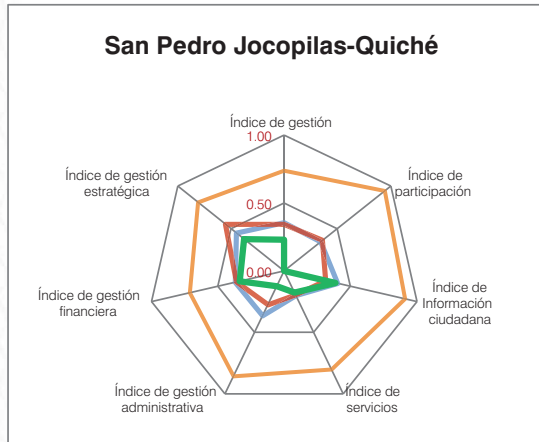 San Pedro Jocopilas-Quiché
Índice de gestión
1.00
Índice de gestión
estratégica
Índice de
participación
0.50
0.00
Índice de gestión
financiera
Índice de
Información
ciudadana
Índice de gestión
administrativa
Índice de
servicios